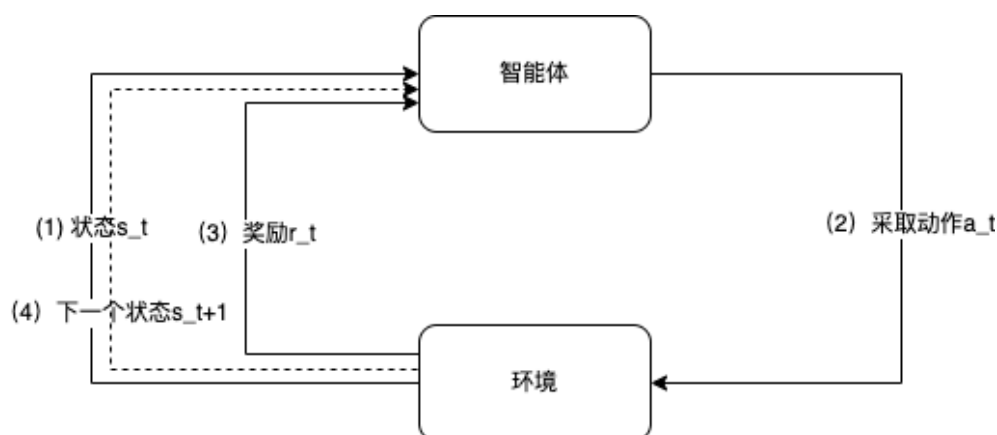 智能体
(1) 状态s_t
（3）奖励r_t
（2）采取动作a_t
（4）下一个状态s_t+1
环境